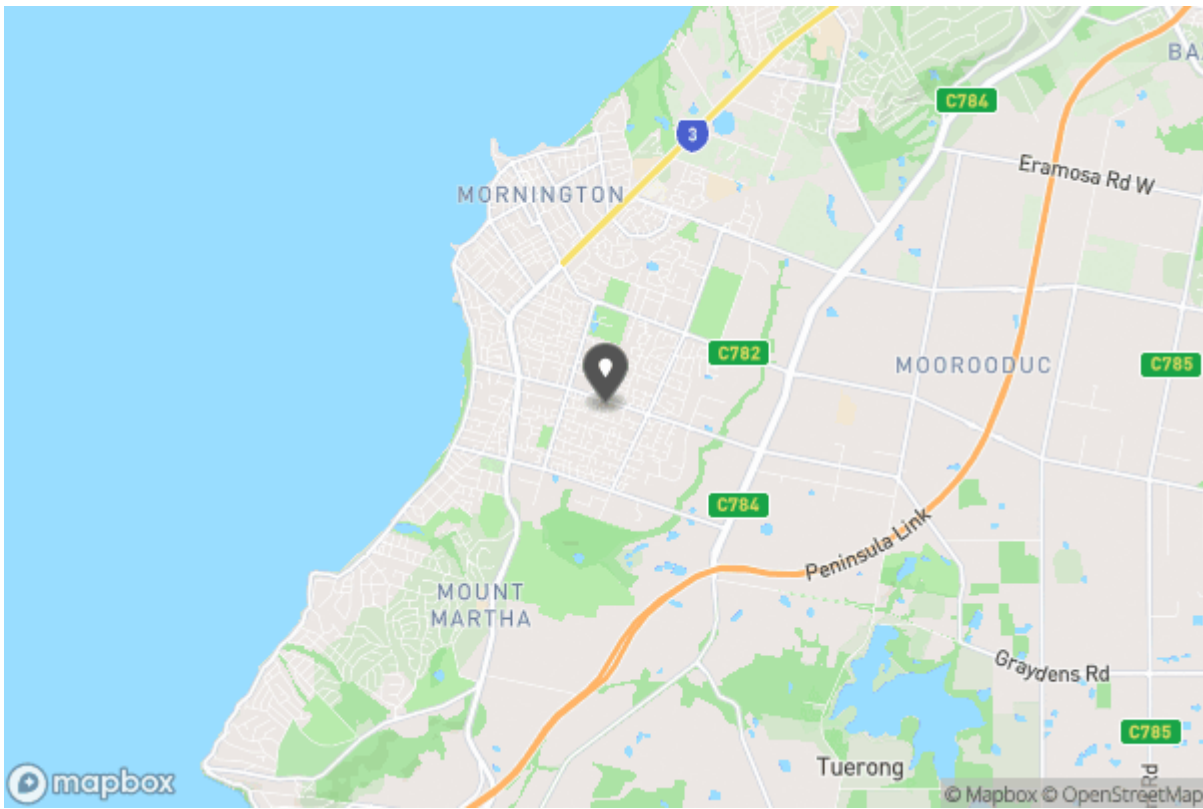 BA
C784
3
Eramosa Rd W
MORNINGTON
C782
MOOROODUC
C785
C784
Peninsula Link
MOUNT
MARTHA
Graydens Rd
C785
Tuerong
Rd
mapbox
© Mapbox © OpenStreetMap